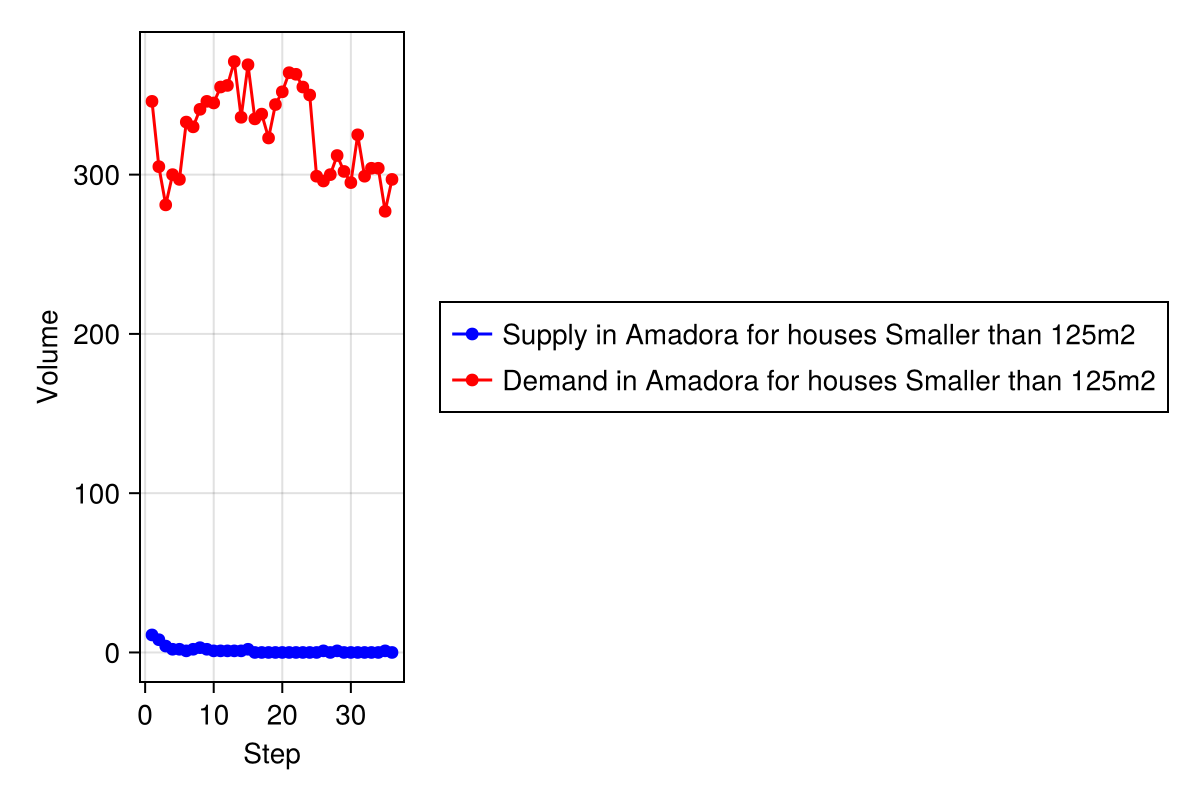 Volume
300
200
100
0
0 10 20 30
Step
Supply in Amadora for houses Smaller than 125m2
Demand in Amadora for houses Smaller than 125m2